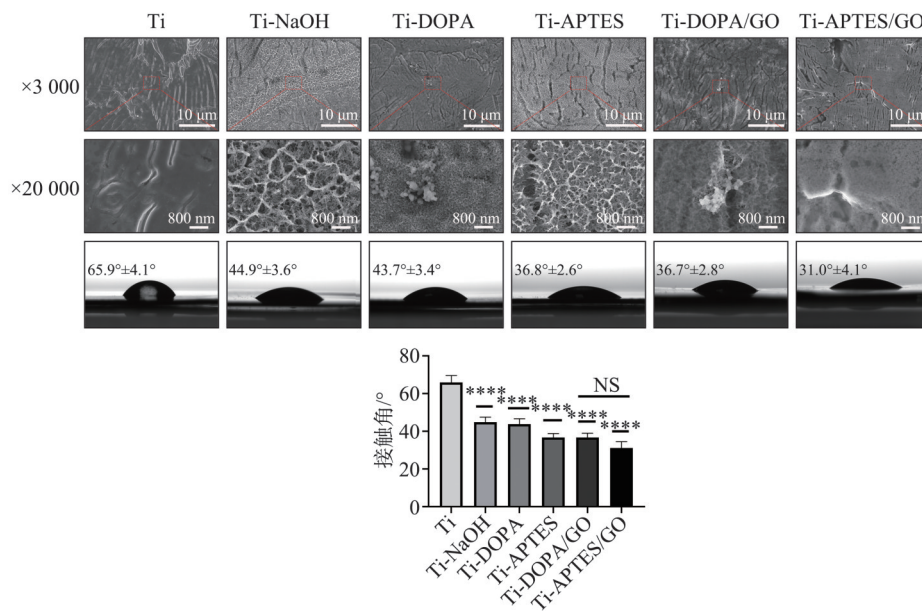 Ti Ti-NaOH Ti-DOPA Ti-APTES Ti-DOPA/GO Ti-APTES/GO
×3 000
10 μm 10 μm 10 μm 10 μm 10 μm 10 μm
×20 000
800 nm 800 nm 800 nm 800 nm 800 nm 800 nm
65.9°±4.1° 44.9°±3.6° 43.7°±3.4° 36.8°±2.6° 36.7°±2.8° 31.0°±4.1°
接触角/°
80
60
40
20
0
NS
**** **** **** **** ****
Ti
Ti-NaOH
Ti-DOPA
Ti-APTES
Ti-DOPA/GO
Ti-APTES/GO